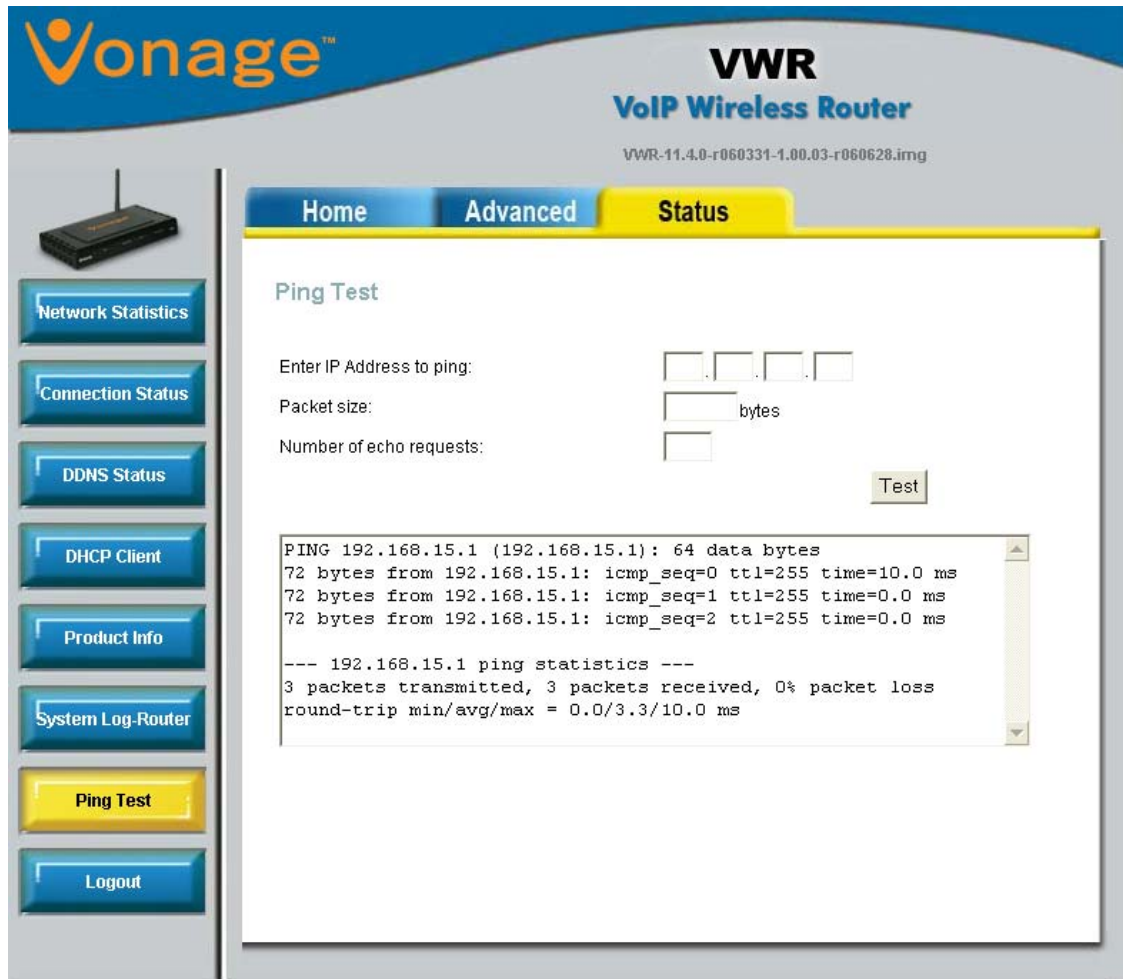 Vonage™
VWR
VoIP Wireless Router
VWR-11.4.0-r060331-1.00.03-r060628.img
Home
Advanced
Status
Network Statistics
Connection Status
DDNS Status
DHCP Client
Product Info
System Log-Router
Ping Test
Logout
Ping Test
Enter IP Address to ping: . . .
Packet size: bytes
Number of echo requests:
Test
PING 192.168.15.1 (192.168.15.1): 64 data bytes
72 bytes from 192.168.15.1: icmp_seq=0 ttl=255 time=10.0 ms
72 bytes from 192.168.15.1: icmp_seq=1 ttl=255 time=0.0 ms
72 bytes from 192.168.15.1: icmp_seq=2 ttl=255 time=0.0 ms
--- 192.168.15.1 ping statistics ---
3 packets transmitted, 3 packets received, 0% packet loss
round-trip min/avg/max = 0.0/3.3/10.0 ms